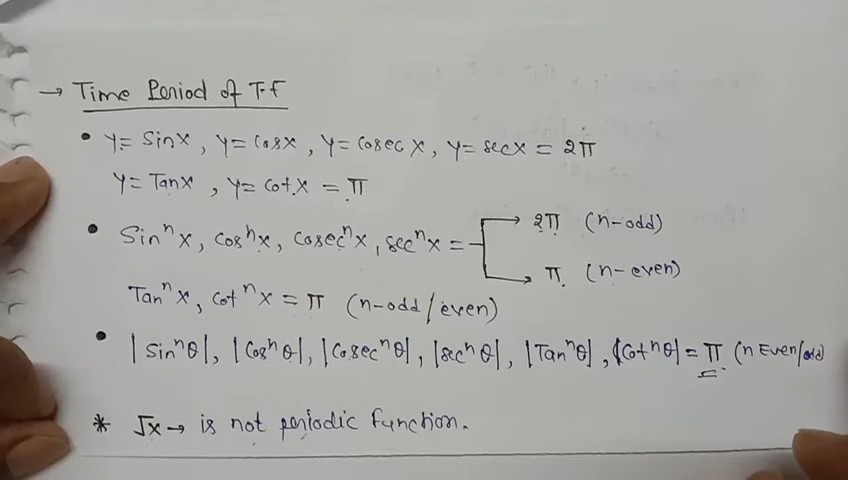 → Time Period of T.F
• y = Sinx, y = Cosx, y = Cosec x, y = secx = 2π
y = Tanx, y = cot x = π
• Sinⁿx, cosⁿx, cosecⁿx, secⁿx = → 2π (n-odd)
→ π. (n-even)
Tanⁿx, cotⁿx = π (n-odd/even)
• |Sinⁿθ|, |Cosⁿθ|, |Cosecⁿθ|, |secⁿθ|, |Tanⁿθ|, |Cotⁿθ| = π. (n Even/odd)
* √x → is not periodic function.